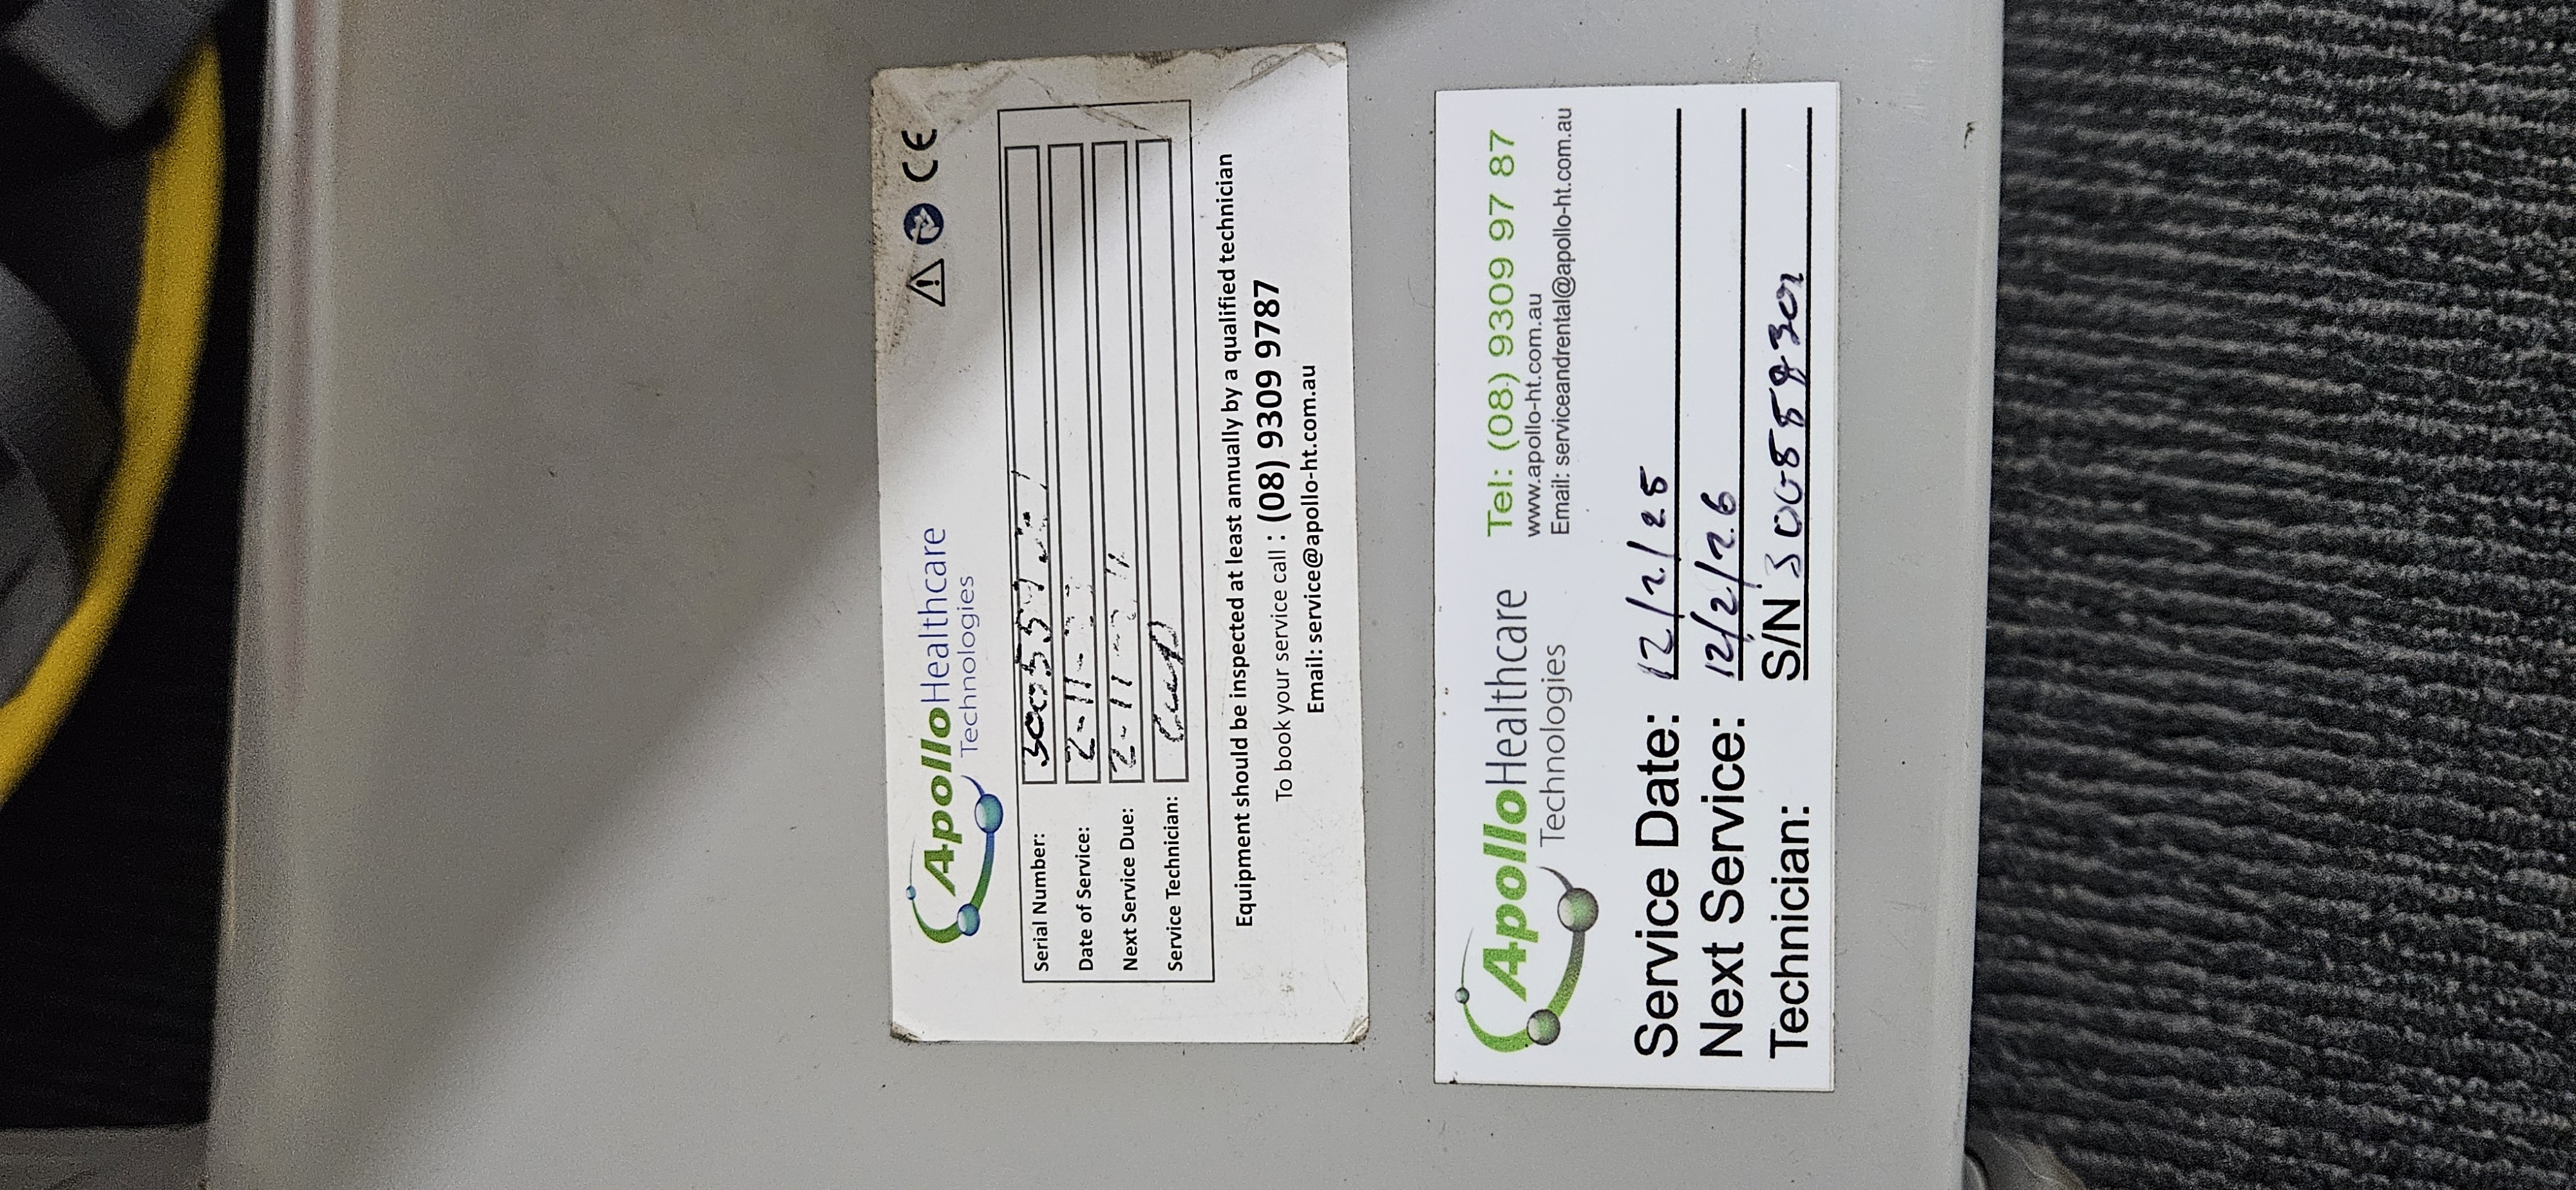 Apollo Healthcare
Technologies
CE
Serial Number:
Date of Service:
Next Service Due:
Service Technician:
Equipment should be inspected at least annually by a qualified technician
To book your service call : (08) 9309 9787
Email: service@apollo-ht.com.au
Apollo Healthcare
Technologies
Tel: (08) 9309 97 87
www.apollo-ht.com.au
Email: serviceandrental@apollo-ht.com.au
Service Date: 12/2/25
Next Service: 12/2/26
Technician: S/N